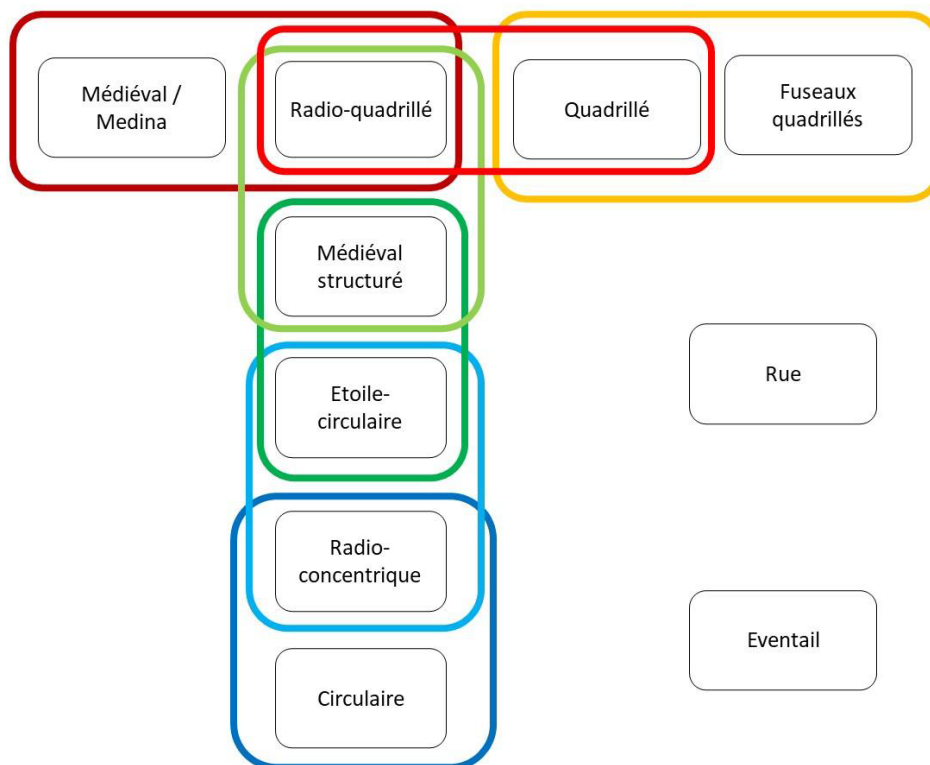 Médiéval /
Medina
Radio-quadrillé
Quadrillé
Fuseaux
quadrillés
Médiéval
structuré
Rue
Etoile-
circulaire
Radio-
concentrique
Eventail
Circulaire